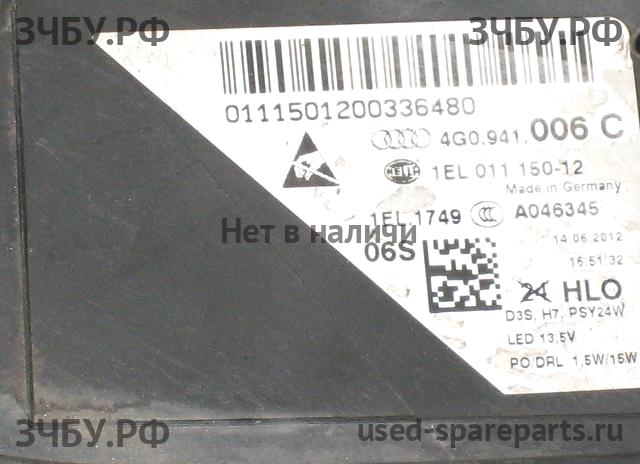 ЗЧБУ.РФ
ЗЧБУ.РФ
0111501200336480
4G0.941. 006 C
HELLA 1EL 011 150-12
Made in Germany
1EL.1749 CCC A046345
Нет в наличи
06S
14.06.2012
16:51:32
24 HLO
D3S, H7, PSY24W
LED 13,5V
PO/DRL 1,5W/15W
ЗЧБУ.РФ
used-spareparts.ru